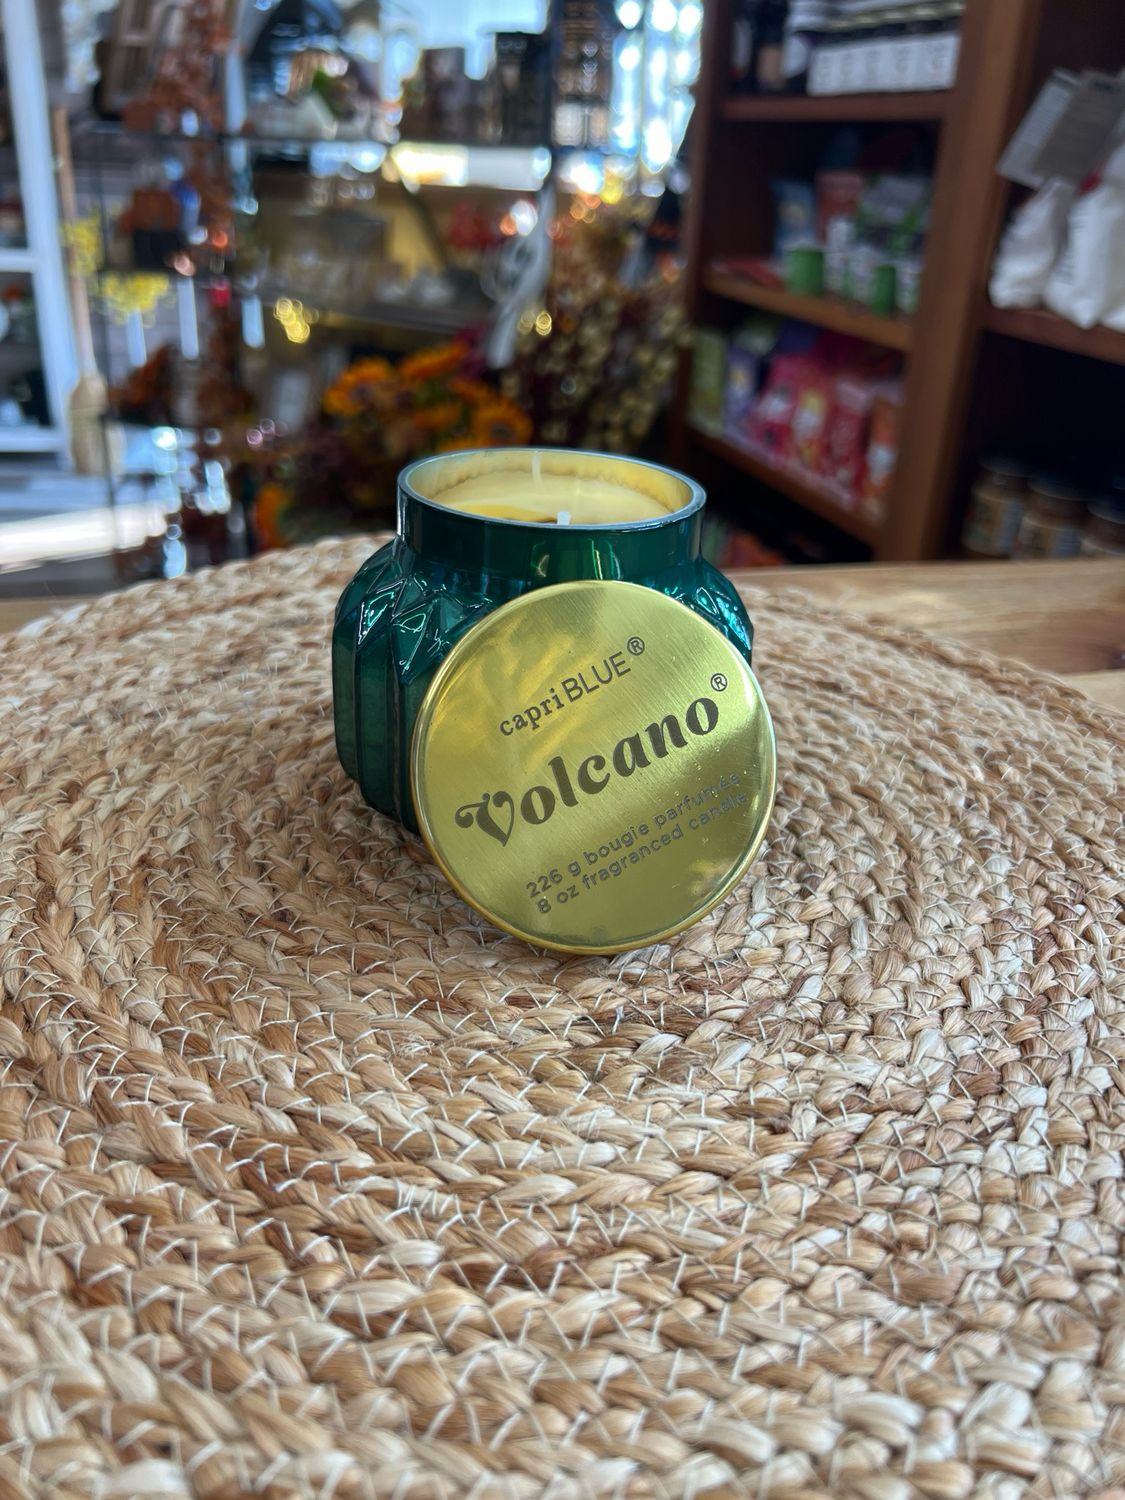 capri BLUE®
Volcano®
226 g bougie parfumée
8 oz fragranced candle